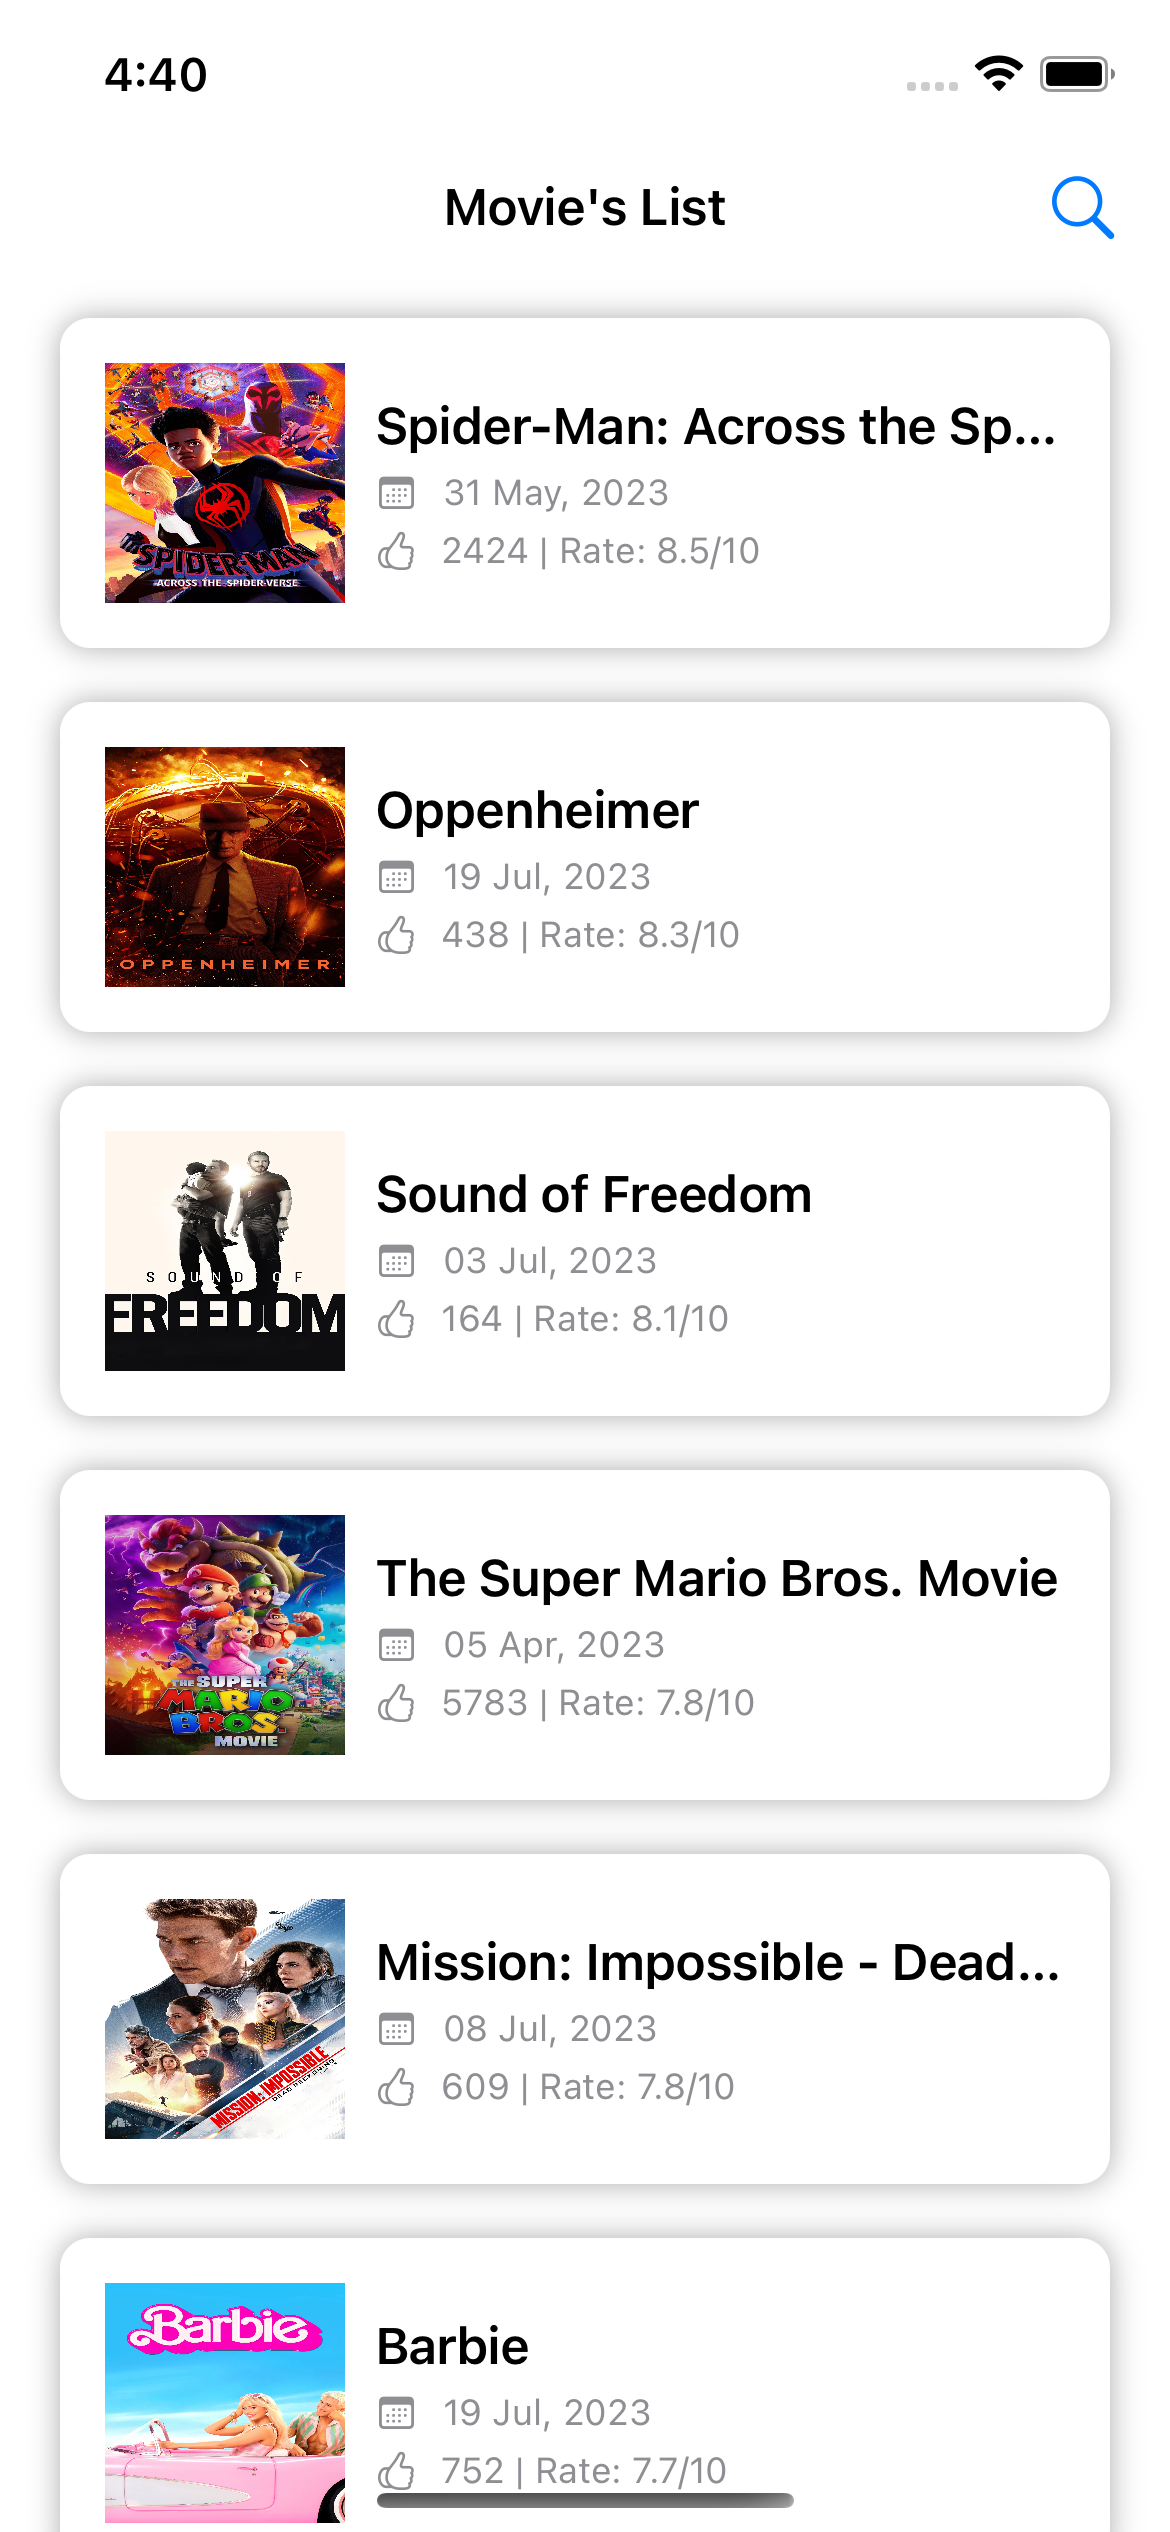 4:40
Movie's List
SPIDER-MAN
ACROSS THE SPIDER-VERSE
Spider-Man: Across the Sp...
31 May, 2023
2424 | Rate: 8.5/10
OPPENHEIMER
Oppenheimer
19 Jul, 2023
438 | Rate: 8.3/10
SOUND OF
FREEDOM
Sound of Freedom
03 Jul, 2023
164 | Rate: 8.1/10
THE SUPER
MARIO
BROS.
MOVIE
The Super Mario Bros. Movie
05 Apr, 2023
5783 | Rate: 7.8/10
MISSION: IMPOSSIBLE
DEAD RECKONING
Mission: Impossible - Dead...
08 Jul, 2023
609 | Rate: 7.8/10
Barbie
Barbie
19 Jul, 2023
752 | Rate: 7.7/10